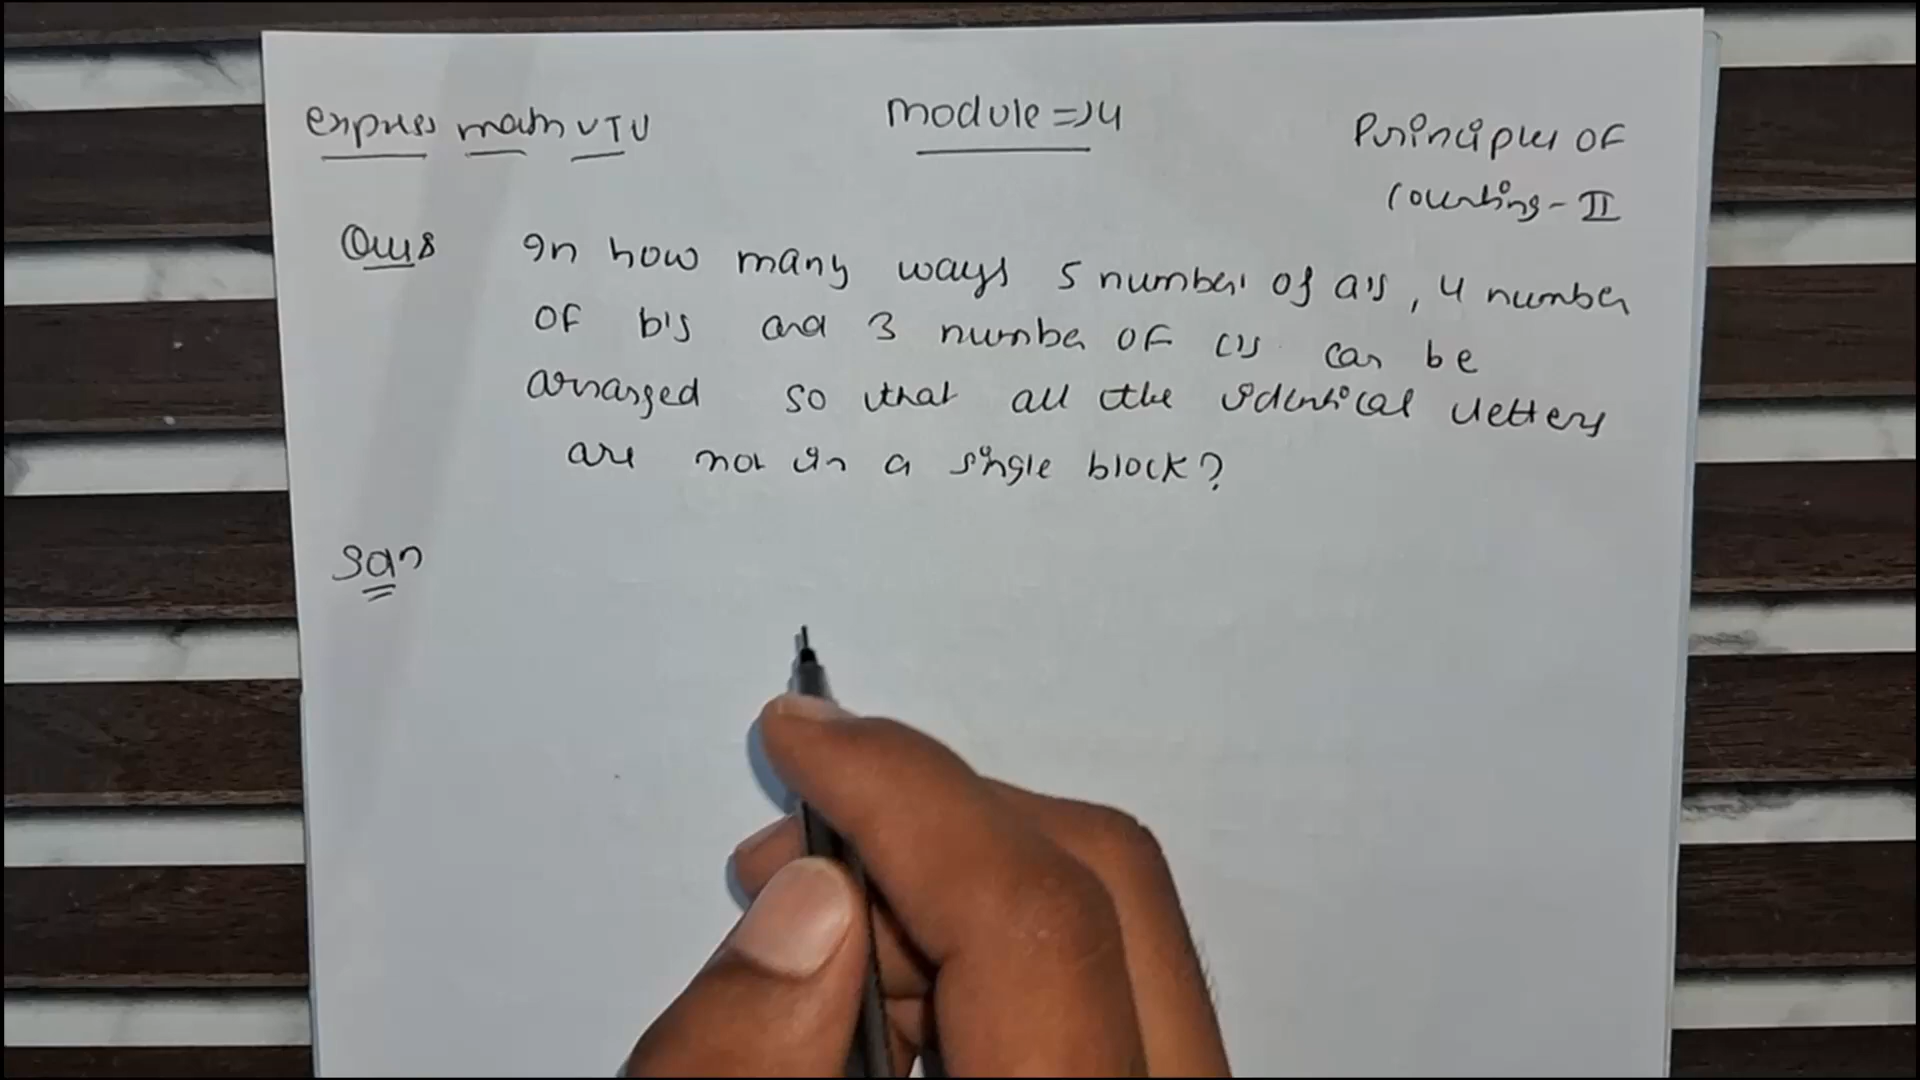 express math VTU
module => 4
Principles OF
Counting - II
Ques In how many ways 5 number of a's, 4 number
OF b's and 3 number OF c's can be
arranged so that all the identical letters
are not in a single block?
Soln